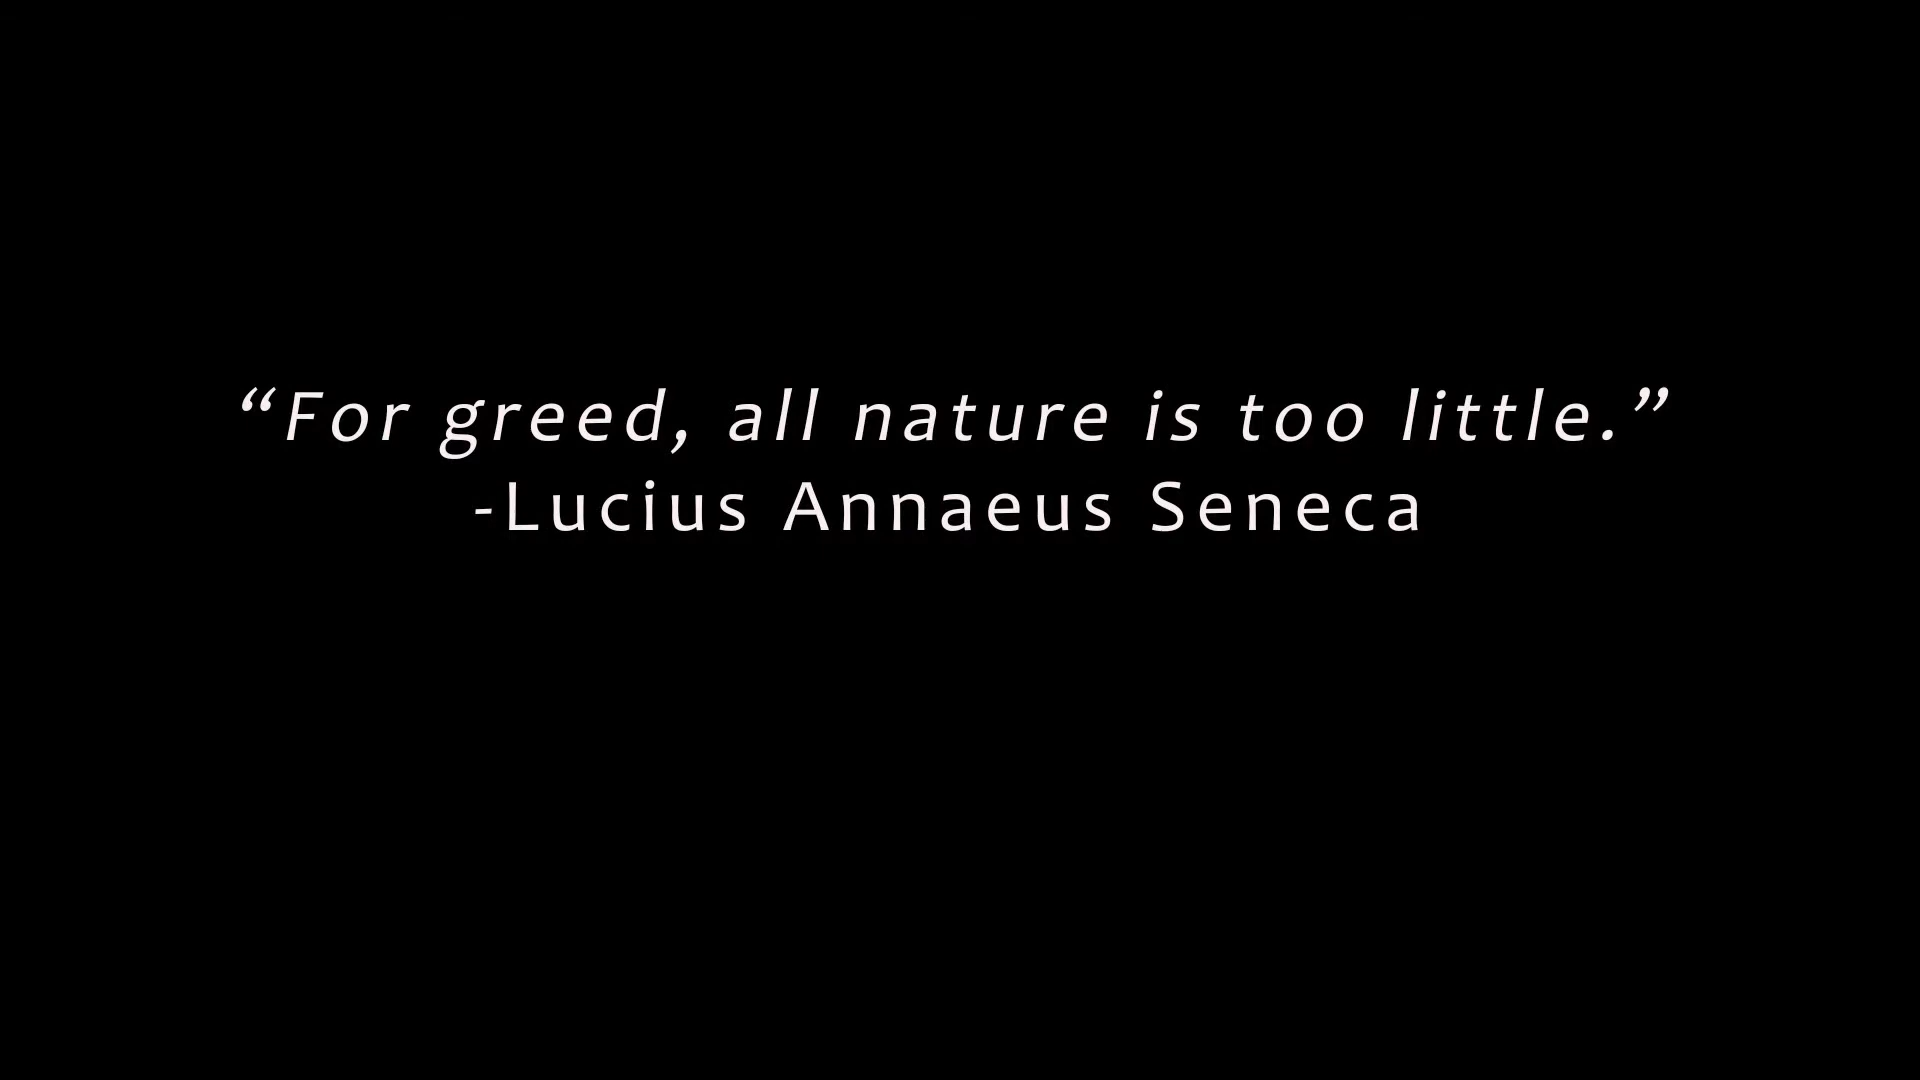 “For greed, all nature is too little.”
-Lucius Annaeus Seneca